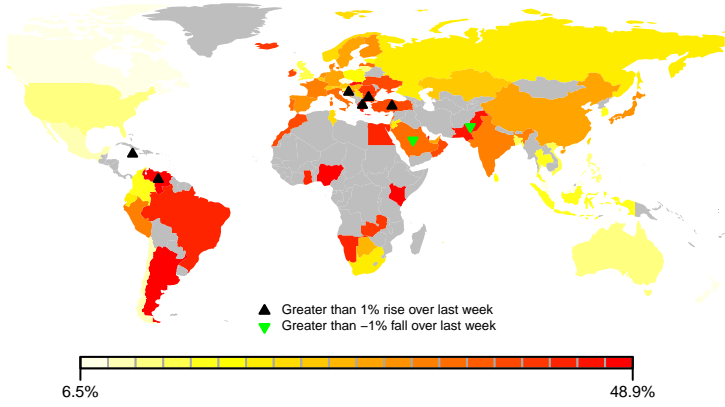 Greater than 1% rise over last week
Greater than −1% fall over last week
6.5%
48.9%